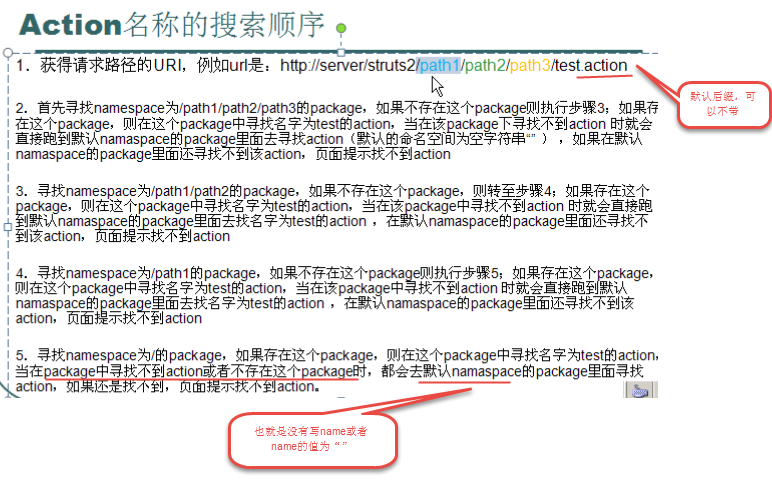 Action名称的搜索顺序
1．获得请求路径的URI，例如url是：http://server/struts2/path1/path2/path3/test.action
默认后缀，可
以不带
2．首先寻找namespace为/path1/path2/path3的package，如果不存在这个package则执行步骤3；如果存
在这个package，则在这个package中寻找名字为test的action，当在该package下寻找不到action 时就会
直接跑到默认namaspace的package里面去寻找action（默认的命名空间为空字符串“” ） ，如果在默认
namaspace的package里面还寻找不到该action，页面提示找不到action
3．寻找namespace为/path1/path2的package，如果不存在这个package，则转至步骤4；如果存在这个
package，则在这个package中寻找名字为test的action，当在该package中寻找不到action 时就会直接跑
到默认namaspace的package里面去找名字为test的action ，在默认namaspace的package里面还寻找不
到该action，页面提示找不到action
4．寻找namespace为/path1的package，如果不存在这个package则执行步骤5；如果存在这个package，
则在这个package中寻找名字为test的action，当在该package中寻找不到action 时就会直接跑到默认
namaspace的package里面去找名字为test的action ，在默认namaspace的package里面还寻找不到该
action，页面提示找不到action
5．寻找namespace为/的package，如果存在这个package，则在这个package中寻找名字为test的action，
当在package中寻找不到action或者不存在这个package时，都会去默认namaspace的package里面寻找
action，如果还是找不到，页面提示找不到action。
也就是没有写name或者
name的值为“”